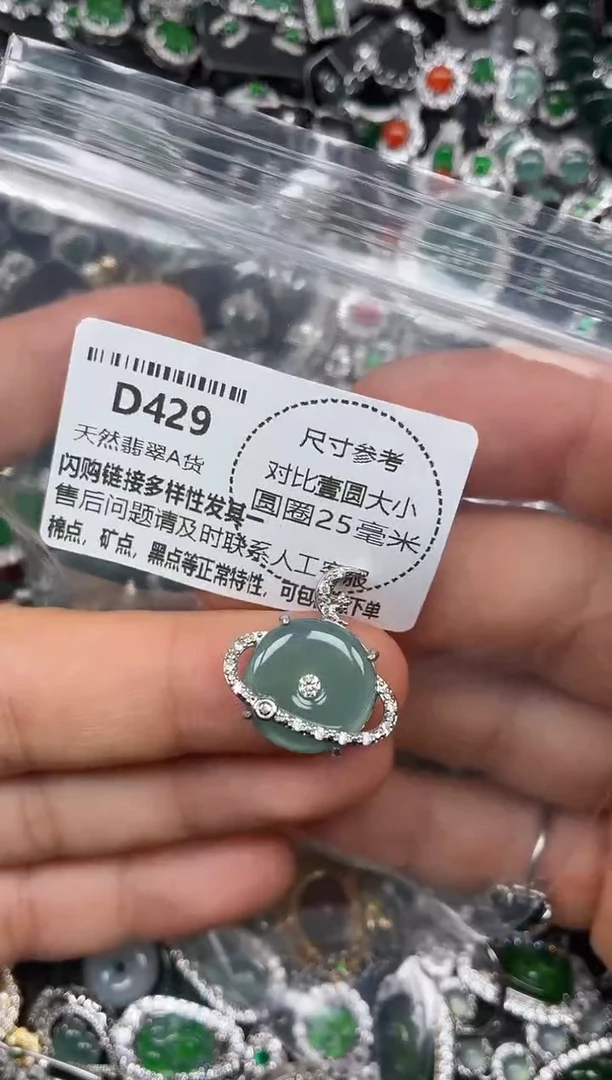 D429
天然翡翠A货
闪购链接多样性发其一
售后问题请及时联系人工客服
棉点，矿点，黑点等正常特性，可包
下单
尺寸参考
对比壹圆大小
圆圈25毫米